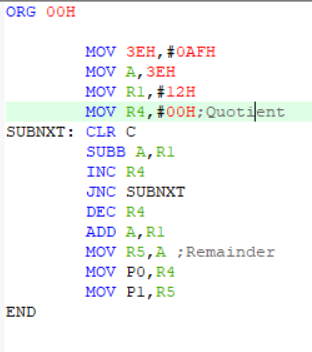 ORG 00H
MOV 3EH,#0AFH
MOV A,3EH
MOV R1,#12H
MOV R4,#00H;Quotient
SUBNXT: CLR C
SUBB A,R1
INC R4
JNC SUBNXT
DEC R4
ADD A,R1
MOV R5,A ;Remainder
MOV P0,R4
MOV P1,R5
END